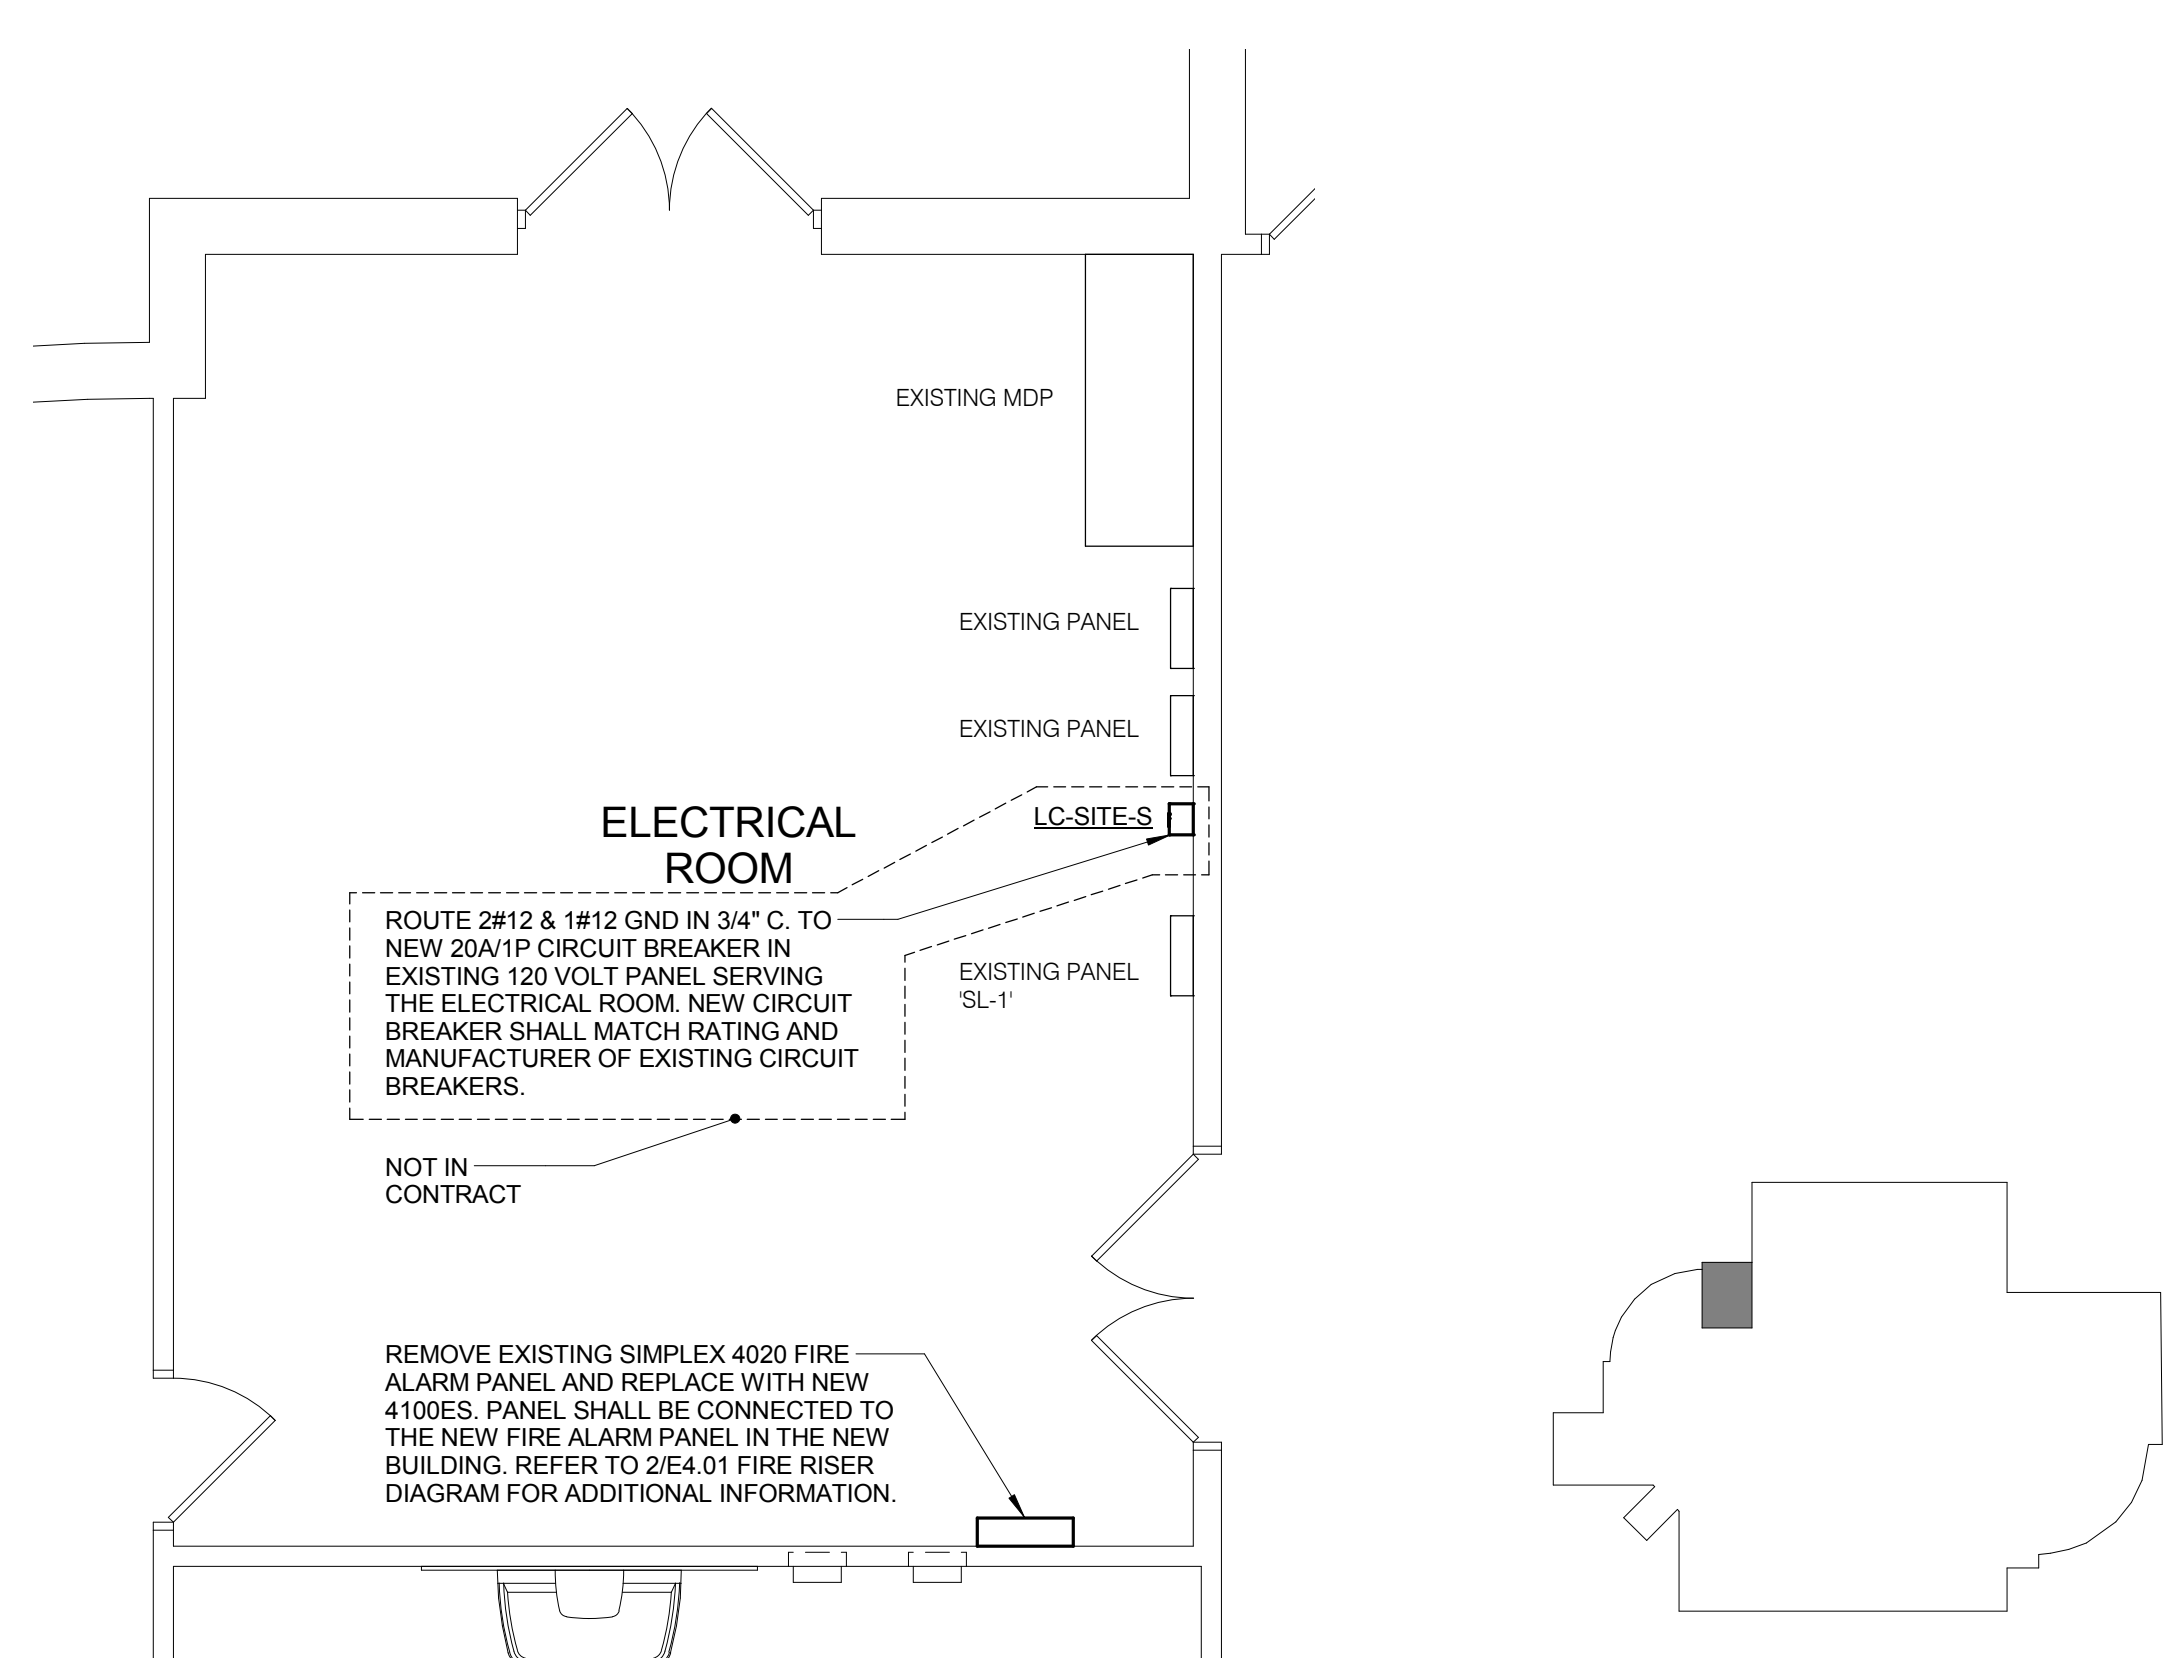 EXISTING MDP
EXISTING PANEL
EXISTING PANEL
ELECTRICAL
ROOM
LC-SITE-S
ROUTE 2#12 & 1#12 GND IN 3/4" C. TO
NEW 20A/1P CIRCUIT BREAKER IN
EXISTING 120 VOLT PANEL SERVING
THE ELECTRICAL ROOM. NEW CIRCUIT
BREAKER SHALL MATCH RATING AND
MANUFACTURER OF EXISTING CIRCUIT
BREAKERS.
EXISTING PANEL
'SL-1'
NOT IN
CONTRACT
REMOVE EXISTING SIMPLEX 4020 FIRE
ALARM PANEL AND REPLACE WITH NEW
4100ES. PANEL SHALL BE CONNECTED TO
THE NEW FIRE ALARM PANEL IN THE NEW
BUILDING. REFER TO 2/E4.01 FIRE RISER
DIAGRAM FOR ADDITIONAL INFORMATION.